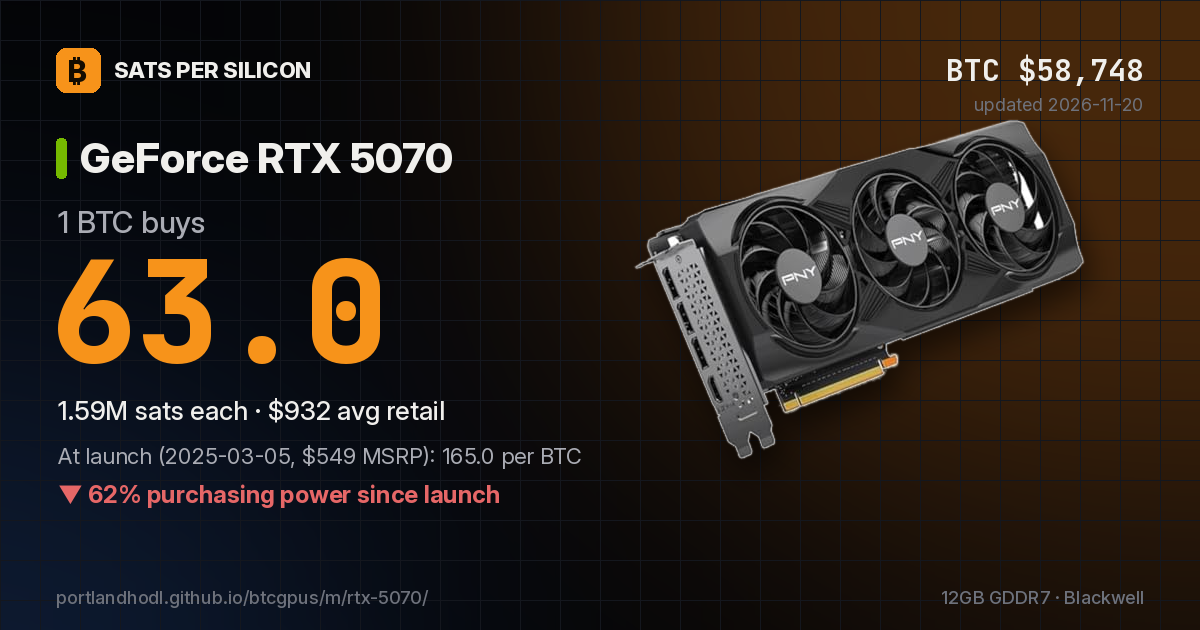 ₿ SATS PER SILICON
BTC $58,748
updated 2026-11-20
GeForce RTX 5070
1 BTC buys
63.0
1.59M sats each · $932 avg retail
At launch (2025-03-05, $549 MSRP): 165.0 per BTC
▼ 62% purchasing power since launch
PNY
PNY
PNY
portlandhodl.github.io/btcgpus/m/rtx-5070/
12GB GDDR7 · Blackwell